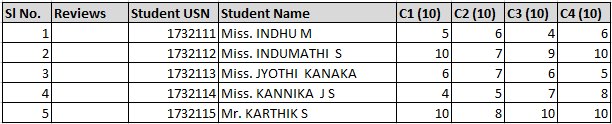 Sl No. Reviews Student USN Student Name C1 (10) C2 (10) C3 (10) C4 (10)
1 1732111 Miss. INDHU M 5 6 4 6
2 1732112 Miss. INDUMATHI  S 10 7 9 10
3 1732113 Miss. JYOTHI  KANAKA 6 7 6 5
4 1732114 Miss. KANNIKA  J S 4 5 7 8
5 1732115 Mr. KARTHIK S 10 8 10 10